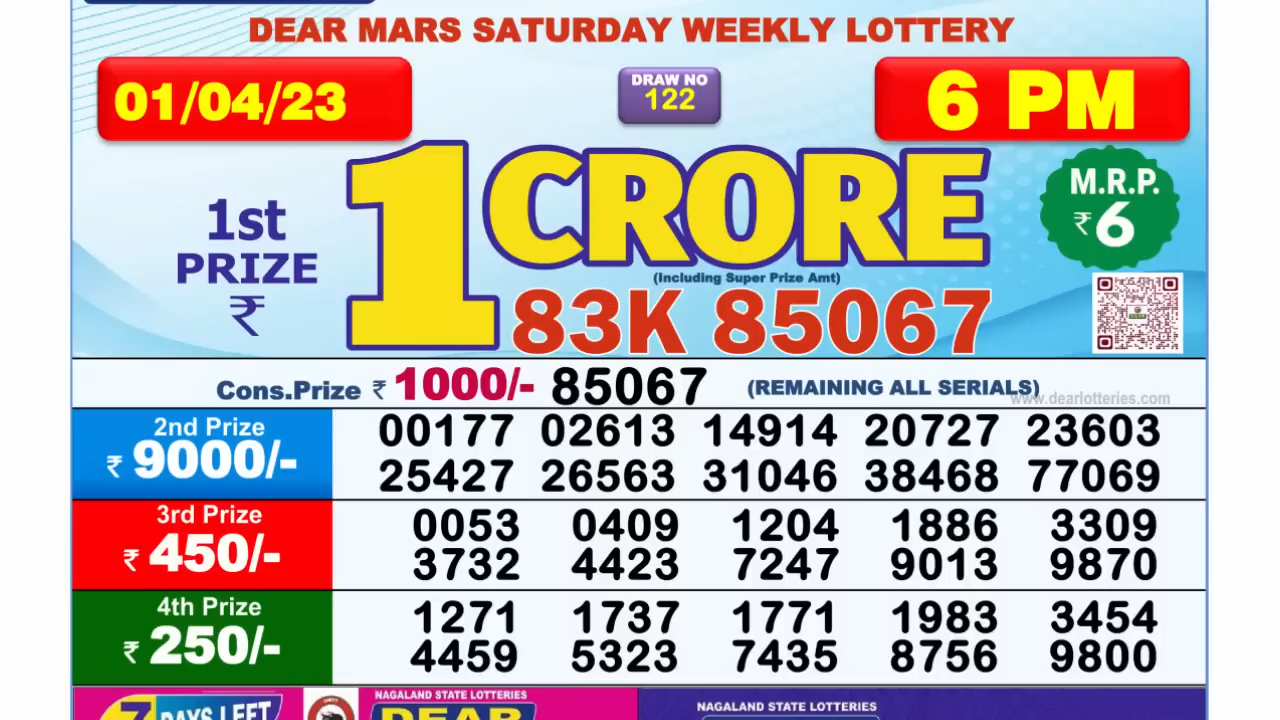 DEAR MARS SATURDAY WEEKLY LOTTERY
01/04/23
DRAW NO
122
6 PM
1st
PRIZE
₹
1 CRORE
(Including Super Prize Amt)
83K 85067
M.R.P.
₹6
Cons.Prize ₹ 1000/- 85067 (REMAINING ALL SERIALS)
www.dearlotteries.com
2nd Prize
₹ 9000/-
00177 02613 14914 20727 23603
25427 26563 31046 38468 77069
3rd Prize
₹ 450/-
0053 0409 1204 1886 3309
3732 4423 7247 9013 9870
4th Prize
₹ 250/-
1271 1737 1771 1983 3454
4459 5323 7435 8756 9800
7 DAYS LEFT
NAGALAND STATE LOTTERIES
DEAR
NAGALAND STATE LOTTERIES